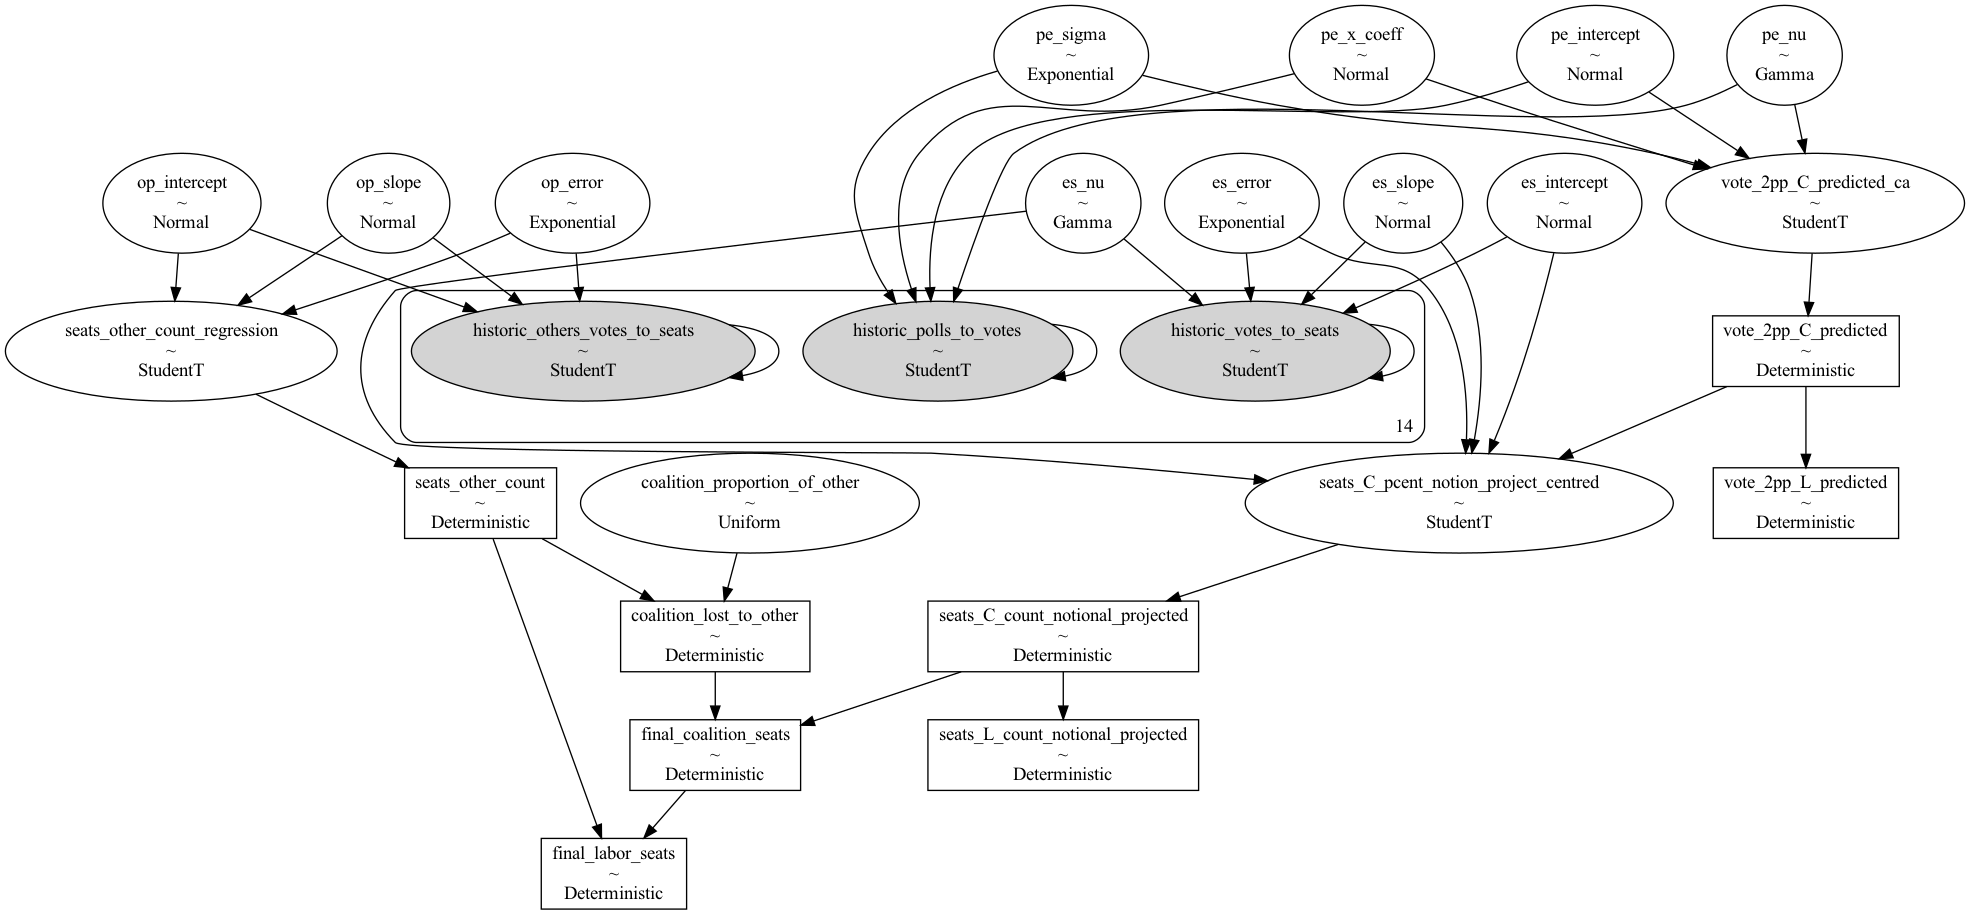 pe_sigma
~
Exponential
pe_x_coeff
~
Normal
pe_intercept
~
Normal
pe_nu
~
Gamma
op_intercept
~
Normal
op_slope
~
Normal
op_error
~
Exponential
es_nu
~
Gamma
es_error
~
Exponential
es_slope
~
Normal
es_intercept
~
Normal
vote_2pp_C_predicted_ca
~
StudentT
seats_other_count_regression
~
StudentT
historic_others_votes_to_seats
~
StudentT
historic_polls_to_votes
~
StudentT
historic_votes_to_seats
~
StudentT
vote_2pp_C_predicted
~
Deterministic
14
seats_other_count
~
Deterministic
coalition_proportion_of_other
~
Uniform
seats_C_pcent_notion_project_centred
~
StudentT
vote_2pp_L_predicted
~
Deterministic
coalition_lost_to_other
~
Deterministic
seats_C_count_notional_projected
~
Deterministic
final_coalition_seats
~
Deterministic
seats_L_count_notional_projected
~
Deterministic
final_labor_seats
~
Deterministic